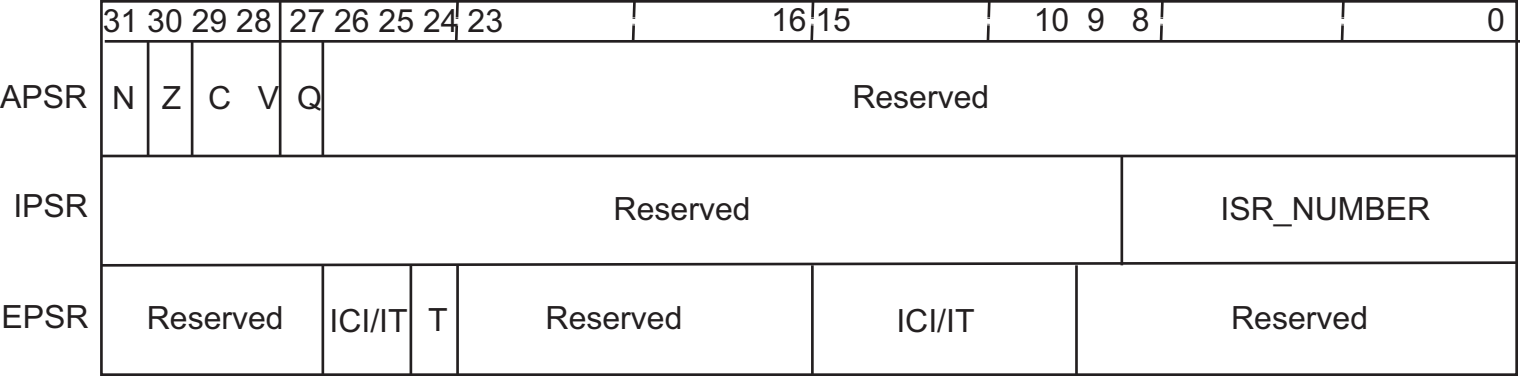 31 30 29 28 27 26 25 24 23 16 15 10 9 8 0
APSR N Z C V Q Reserved
IPSR Reserved ISR_NUMBER
EPSR Reserved ICI/IT T Reserved ICI/IT Reserved